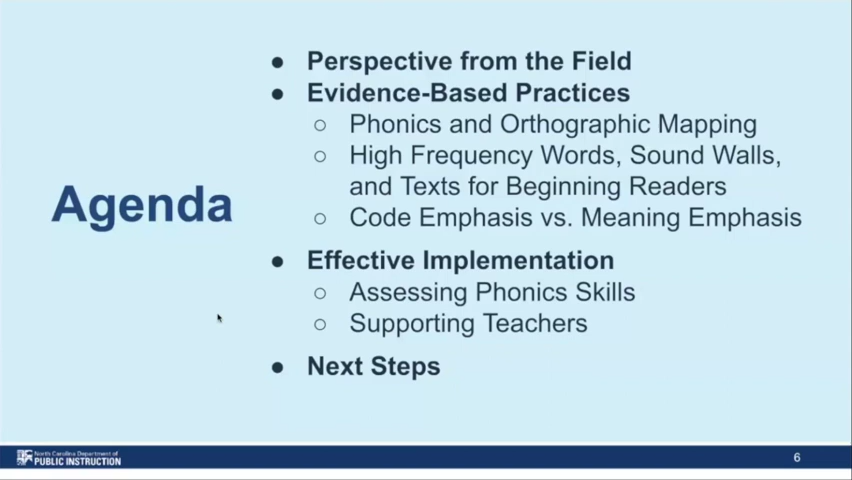 Agenda
● Perspective from the Field
● Evidence-Based Practices
○ Phonics and Orthographic Mapping
○ High Frequency Words, Sound Walls,
and Texts for Beginning Readers
○ Code Emphasis vs. Meaning Emphasis
● Effective Implementation
○ Assessing Phonics Skills
○ Supporting Teachers
● Next Steps
North Carolina Department of
PUBLIC INSTRUCTION
6